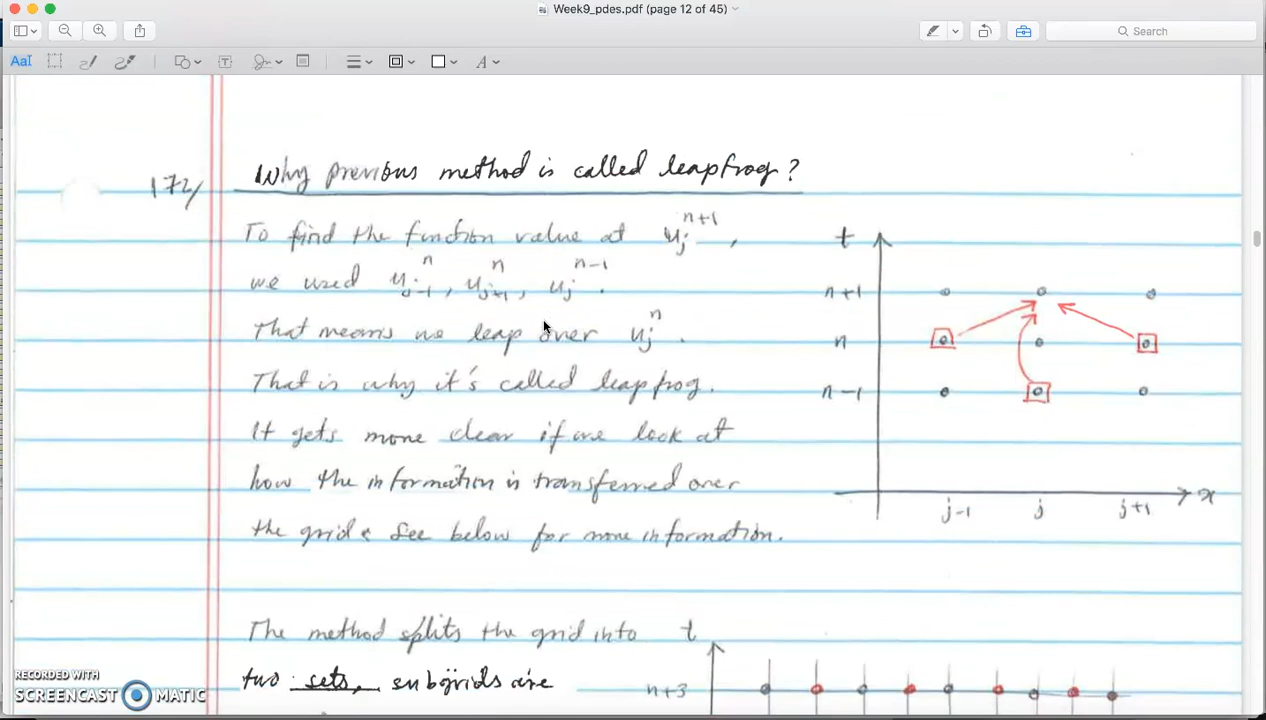 Week9_pdes.pdf (page 12 of 45)
Search
AaI
T
A
172/
Why previous method is called leapfrog?
To find the function value at u_j^{n+1},
we used u_{j-1}^n, u_{j+1}^n, u_j^{n-1}.
That means we leap over u_j^n.
That is why it's called leapfrog.
It gets more clear if we look at
how the information is transferred over
the grid. See below for more information.
t
n+1
n
n-1
j-1 j j+1 x
The method splits the grid into
two sets, subgrids are
t
n+3
RECORDED WITH
SCREENCAST MATIC